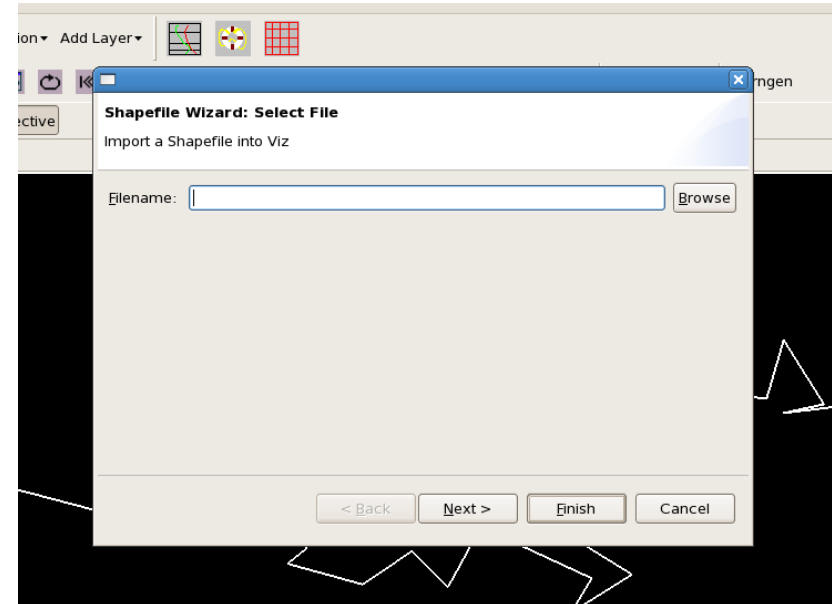 ion Add Layer
rngen
ective
Shapefile Wizard: Select File
Import a Shapefile into Viz
Filename:
Browse
< Back
Next >
Finish
Cancel